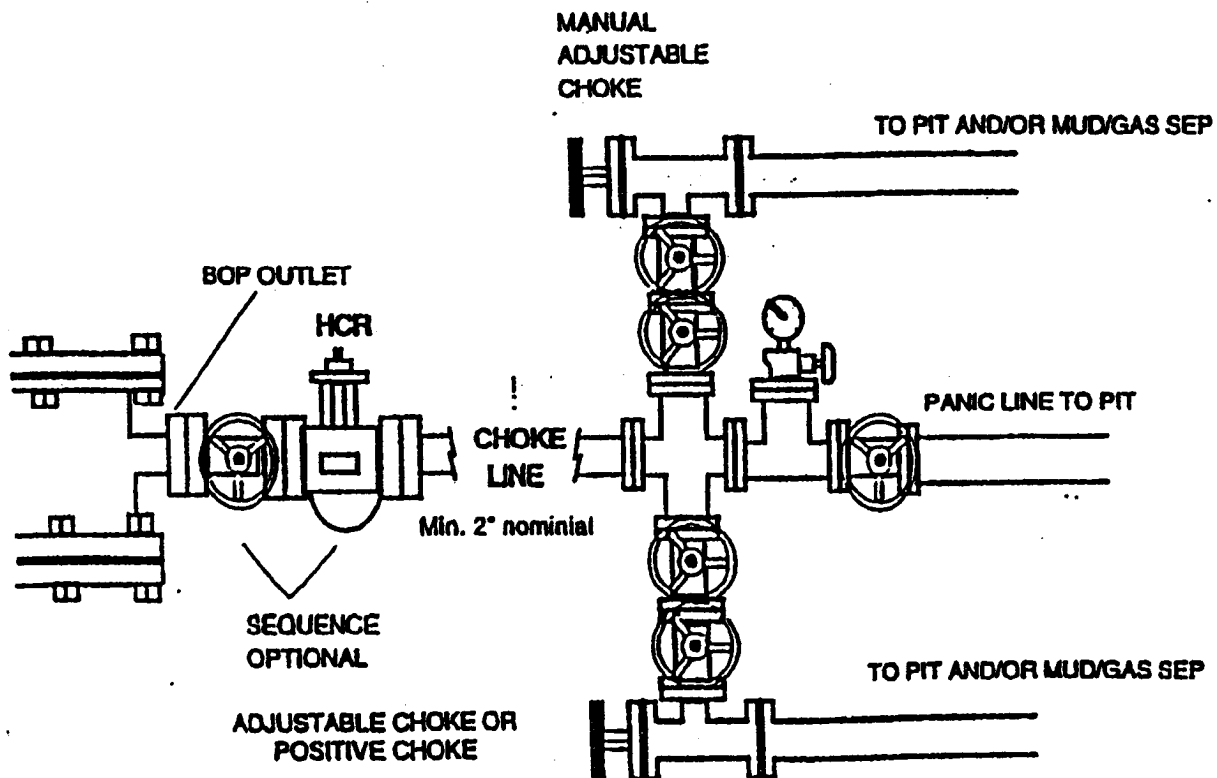 MANUAL
ADJUSTABLE
CHOKE
TO PIT AND/OR MUD/GAS SEP
BOP OUTLET
HCR
PANIC LINE TO PIT
CHOKE
LINE
Min. 2" nominial
SEQUENCE
OPTIONAL
TO PIT AND/OR MUD/GAS SEP
ADJUSTABLE CHOKE OR
POSITIVE CHOKE